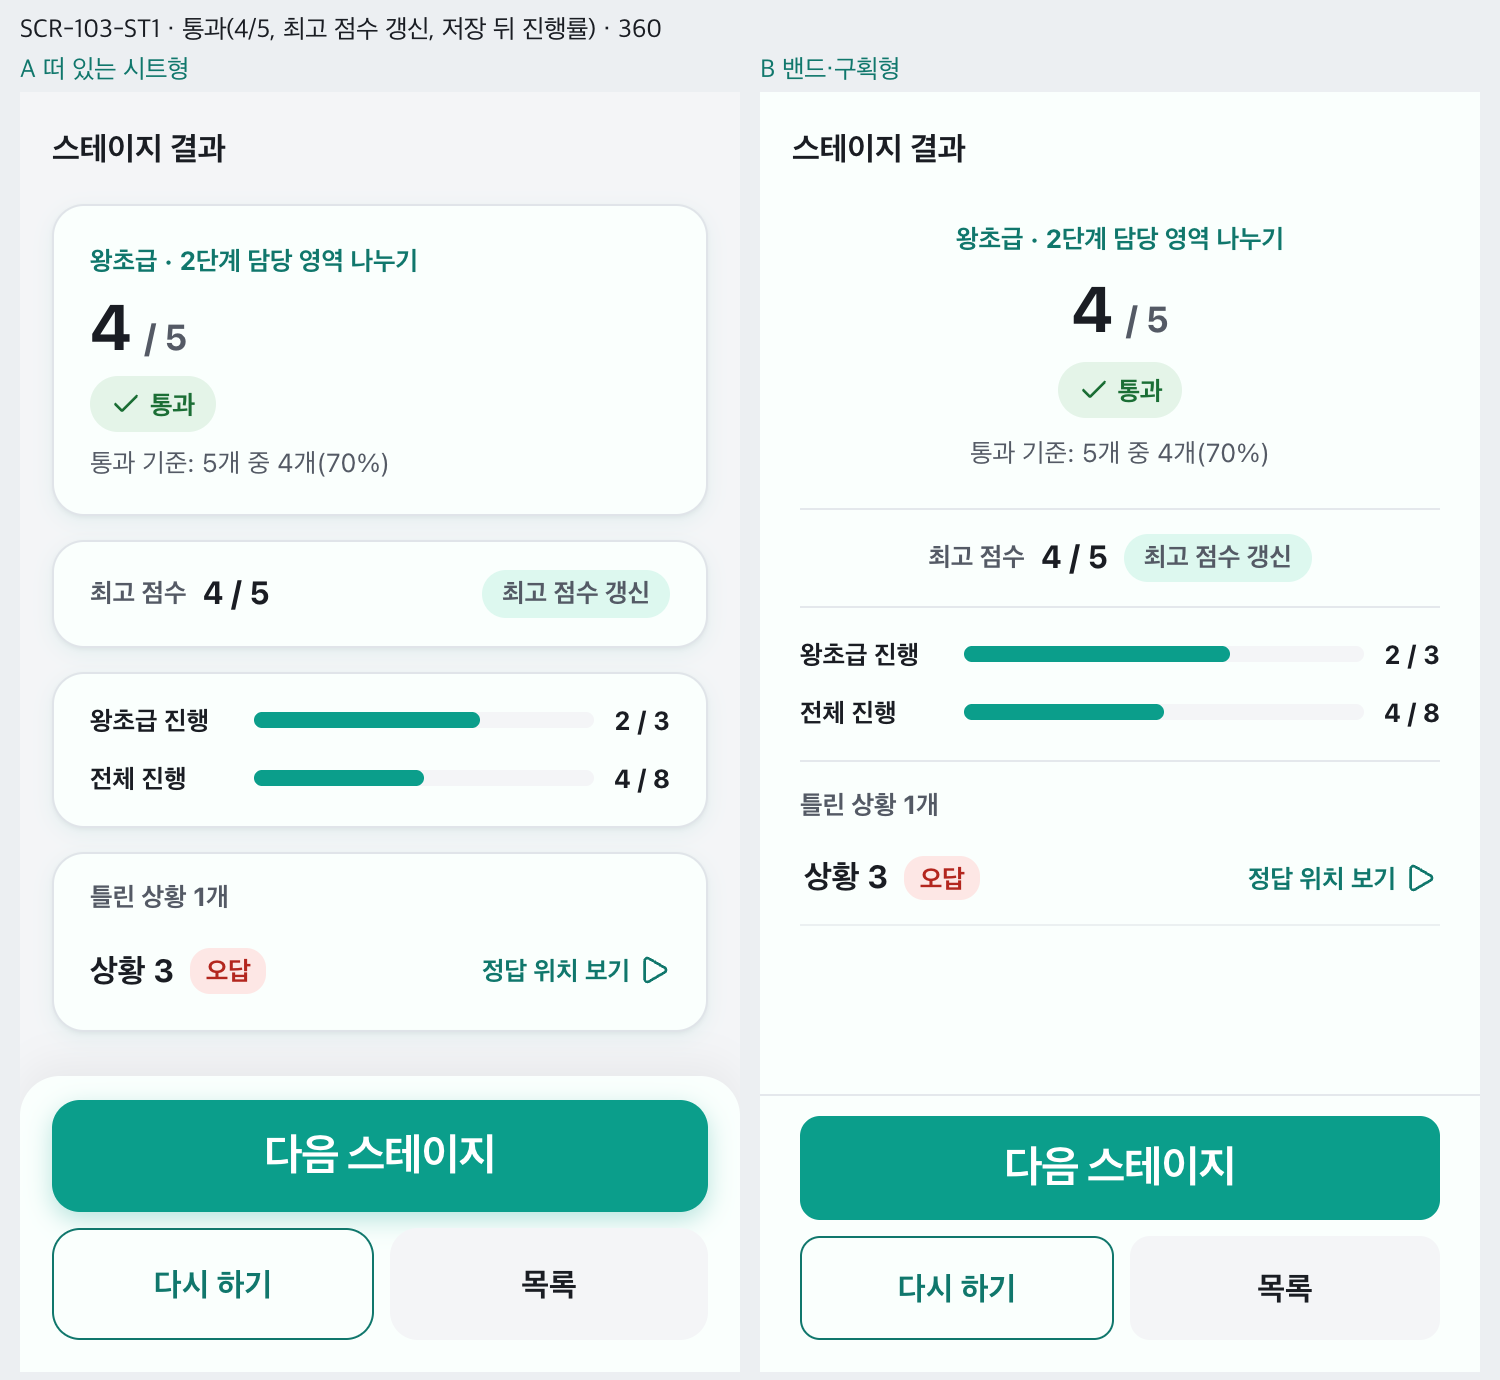 SCR-103-ST1 · 통과(4/5, 최고 점수 갱신, 저장 뒤 진행률) · 360
A 떠 있는 시트형
스테이지 결과
왕초급 · 2단계 담당 영역 나누기
4 / 5
통과
통과 기준: 5개 중 4개(70%)
최고 점수 4 / 5 최고 점수 갱신
왕초급 진행 2 / 3
전체 진행 4 / 8
틀린 상황 1개
상황 3 오답 정답 위치 보기
다음 스테이지
다시 하기 목록
B 밴드·구획형
스테이지 결과
왕초급 · 2단계 담당 영역 나누기
4 / 5
통과
통과 기준: 5개 중 4개(70%)
최고 점수 4 / 5 최고 점수 갱신
왕초급 진행 2 / 3
전체 진행 4 / 8
틀린 상황 1개
상황 3 오답 정답 위치 보기
다음 스테이지
다시 하기 목록